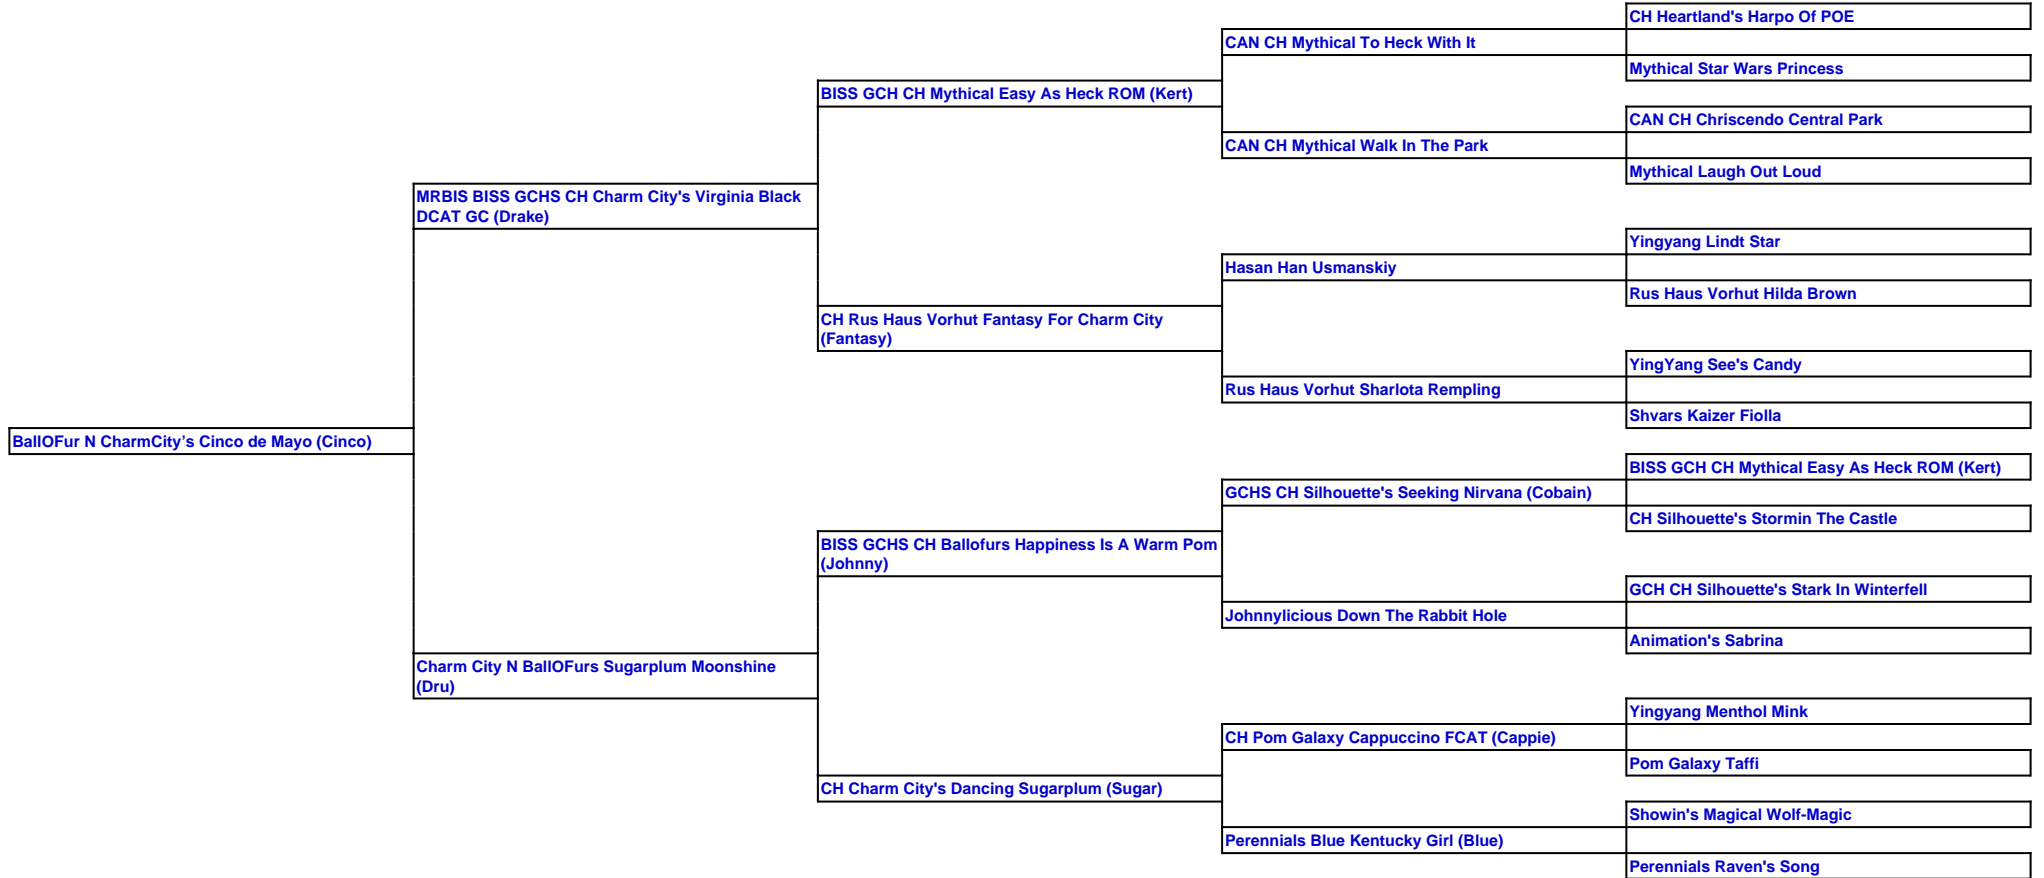 CH Heartland's Harpo Of POE
CAN CH Mythical To Heck With It
Mythical Star Wars Princess
BISS GCH CH Mythical Easy As Heck ROM (Kert)
CAN CH Chriscendo Central Park
CAN CH Mythical Walk In The Park
Mythical Laugh Out Loud
MRBIS BISS GCHS CH Charm City's Virginia Black
DCAT GC (Drake)
Yingyang Lindt Star
Hasan Han Usmanskiy
Rus Haus Vorhut Hilda Brown
CH Rus Haus Vorhut Fantasy For Charm City
(Fantasy)
YingYang See's Candy
Rus Haus Vorhut Sharlota Rempling
Shvars Kaizer Fiolla
BallOFur N CharmCity’s Cinco de Mayo (Cinco)
BISS GCH CH Mythical Easy As Heck ROM (Kert)
GCHS CH Silhouette's Seeking Nirvana (Cobain)
CH Silhouette's Stormin The Castle
BISS GCHS CH Ballofurs Happiness Is A Warm Pom
(Johnny)
GCH CH Silhouette's Stark In Winterfell
Johnnylicious Down The Rabbit Hole
Animation's Sabrina
Charm City N BallOFurs Sugarplum Moonshine
(Dru)
Yingyang Menthol Mink
CH Pom Galaxy Cappuccino FCAT (Cappie)
Pom Galaxy Taffi
CH Charm City's Dancing Sugarplum (Sugar)
Showin's Magical Wolf-Magic
Perennials Blue Kentucky Girl (Blue)
Perennials Raven's Song